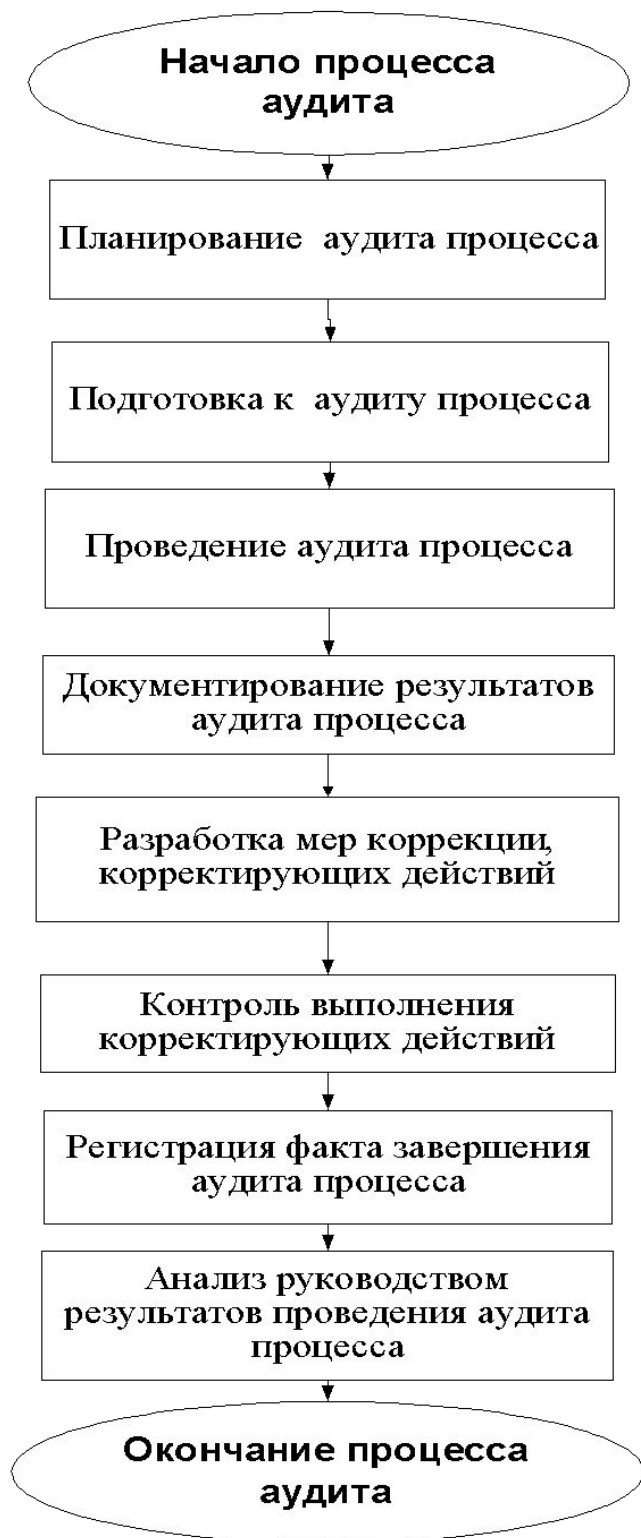 Начало процесса
аудита
Планирование аудита процесса
Подготовка к аудиту процесса
Проведение аудита процесса
Документирование результатов
аудита процесса
Разработка мер коррекции,
корректирующих действий
Контроль выполнения
корректирующих действий
Регистрация факта завершения
аудита процесса
Анализ руководством
результатов проведения аудита
процесса
Окончание процесса
аудита